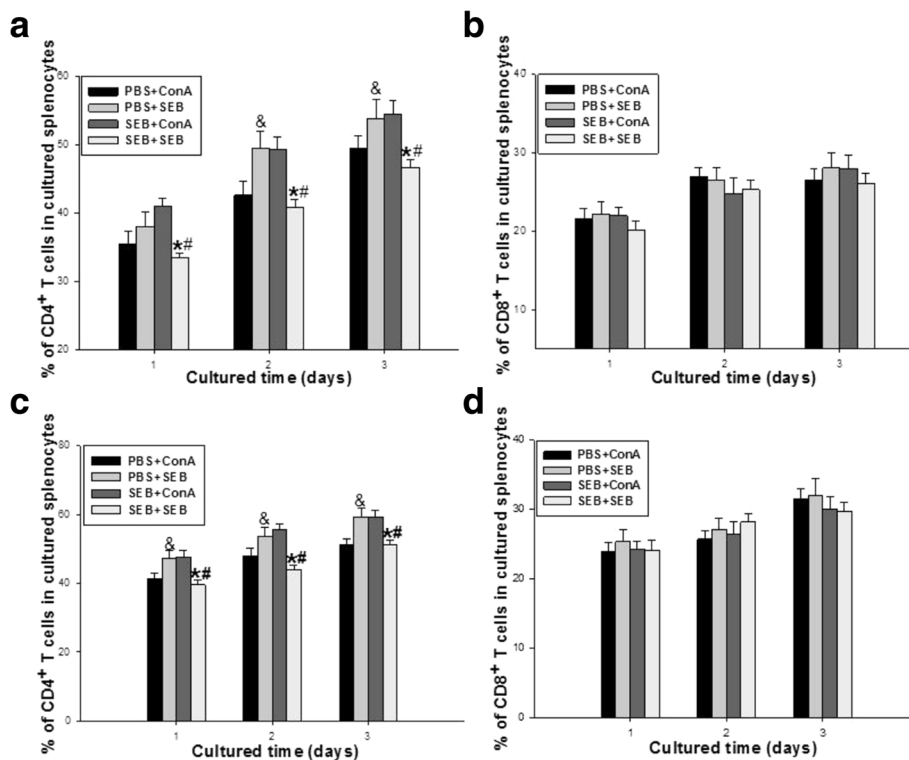 a
% of CD4+ T cells in cultured splenocytes
60
50
40
30
20
PBS+ConA
PBS+SEB
SEB+ConA
SEB+SEB
*#
&
*#
&
*#
1
2
3
Cultured time (days)
b
% of CD8+ T cells in cultured splenocytes
40
30
20
PBS+ConA
PBS+SEB
SEB+ConA
SEB+SEB
1
2
3
Cultured time (days)
c
% of CD4+ T cells in cultured splenocytes
80
60
40
20
0
PBS+ConA
PBS+SEB
SEB+ConA
SEB+SEB
&
*#
&
*#
&
*#
1
2
3
Cultured time (days)
d
% of CD8+ T cells in cultured splenocytes
40
30
20
10
0
PBS+ConA
PBS+SEB
SEB+ConA
SEB+SEB
1
2
3
Cultured time (days)